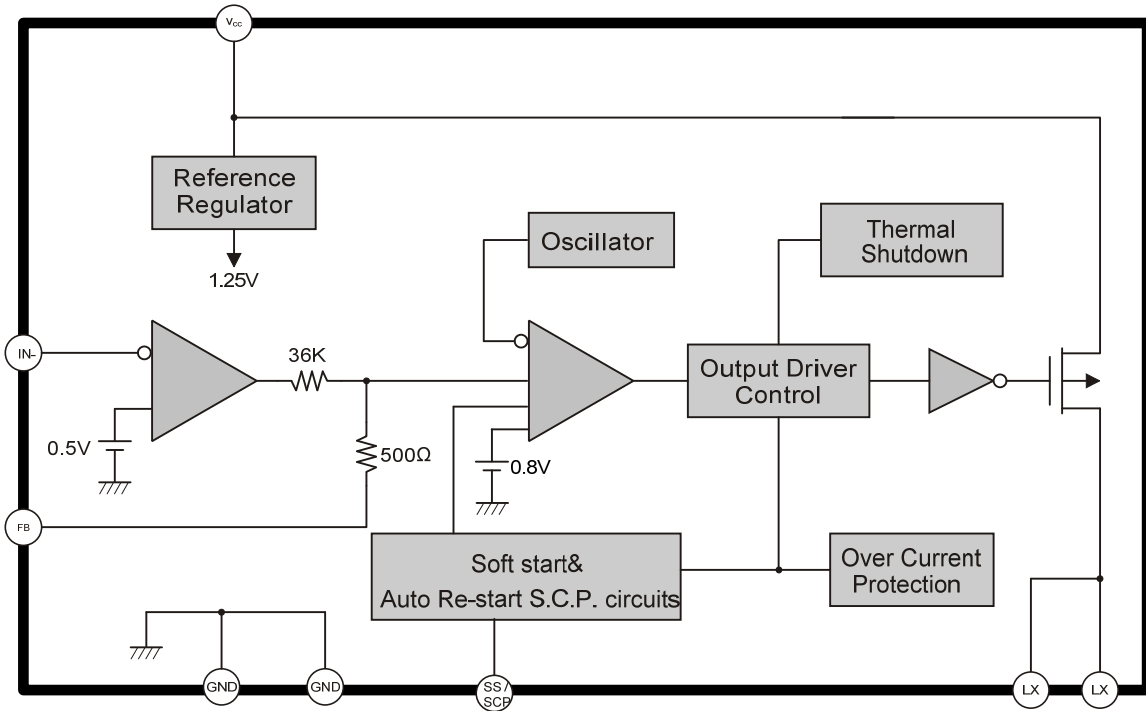 Vcc
Reference
Regulator
1.25V
Oscillator
Thermal
Shutdown
IN-
36K
Output Driver
Control
0.5V
500Ω
0.8V
FB
Soft start&
Auto Re-start S.C.P. circuits
Over Current
Protection
GND
GND
SS /
SCP
LX
LX